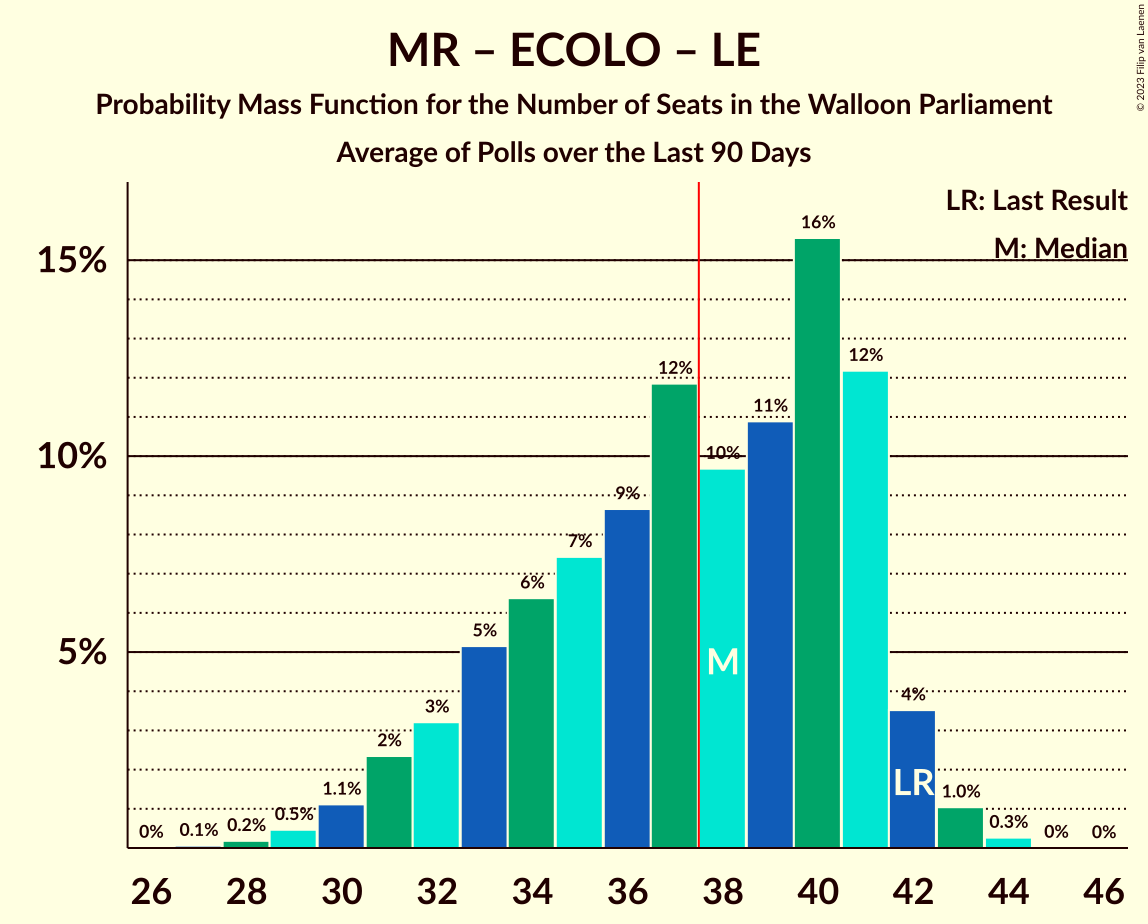 MR – ECOLO – LE
Probability Mass Function for the Number of Seats in the Walloon Parliament
Average of Polls over the Last 90 Days
© 2023 Filip van Laenen
LR: Last Result
M: Median
15%
10%
5%
0%
0.1%
0.2%
0.5%
1.1%
2%
3%
5%
6%
7%
9%
12%
10%
11%
16%
12%
4%
1.0%
0.3%
0%
0%
M
LR
26 28 30 32 34 36 38 40 42 44 46